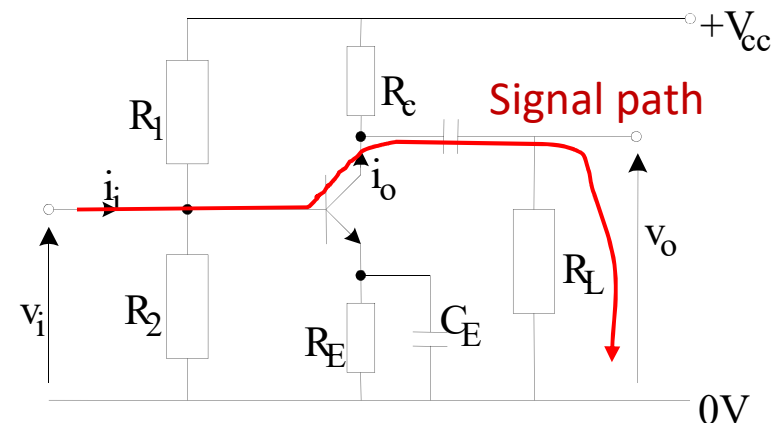 +Vcc
R1
Rc
Signal path
ii
io
vi
R2
RE
CE
RL
vo
0V